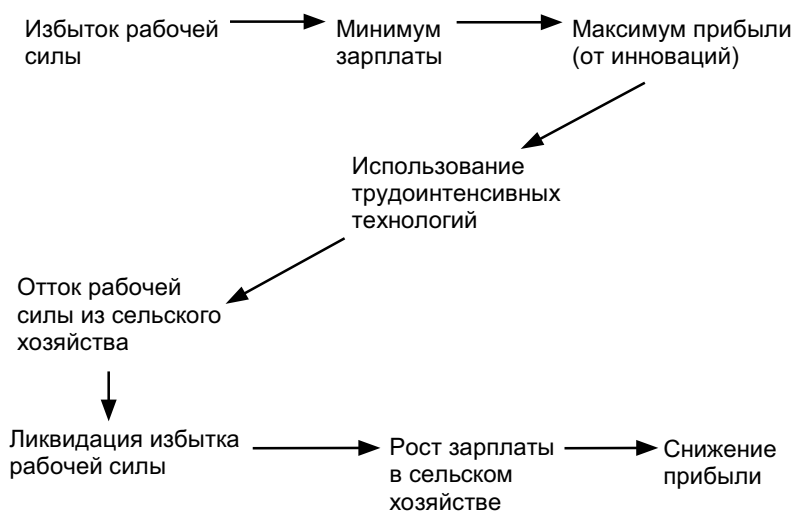 Избыток рабочей
силы
Минимум
зарплаты
Максимум прибыли
(от инноваций)
Использование
трудоинтенсивных
технологий
Отток рабочей
силы из сельского
хозяйства
Ликвидация избытка
рабочей силы
Рост зарплаты
в сельском
хозяйстве
Снижение
прибыли